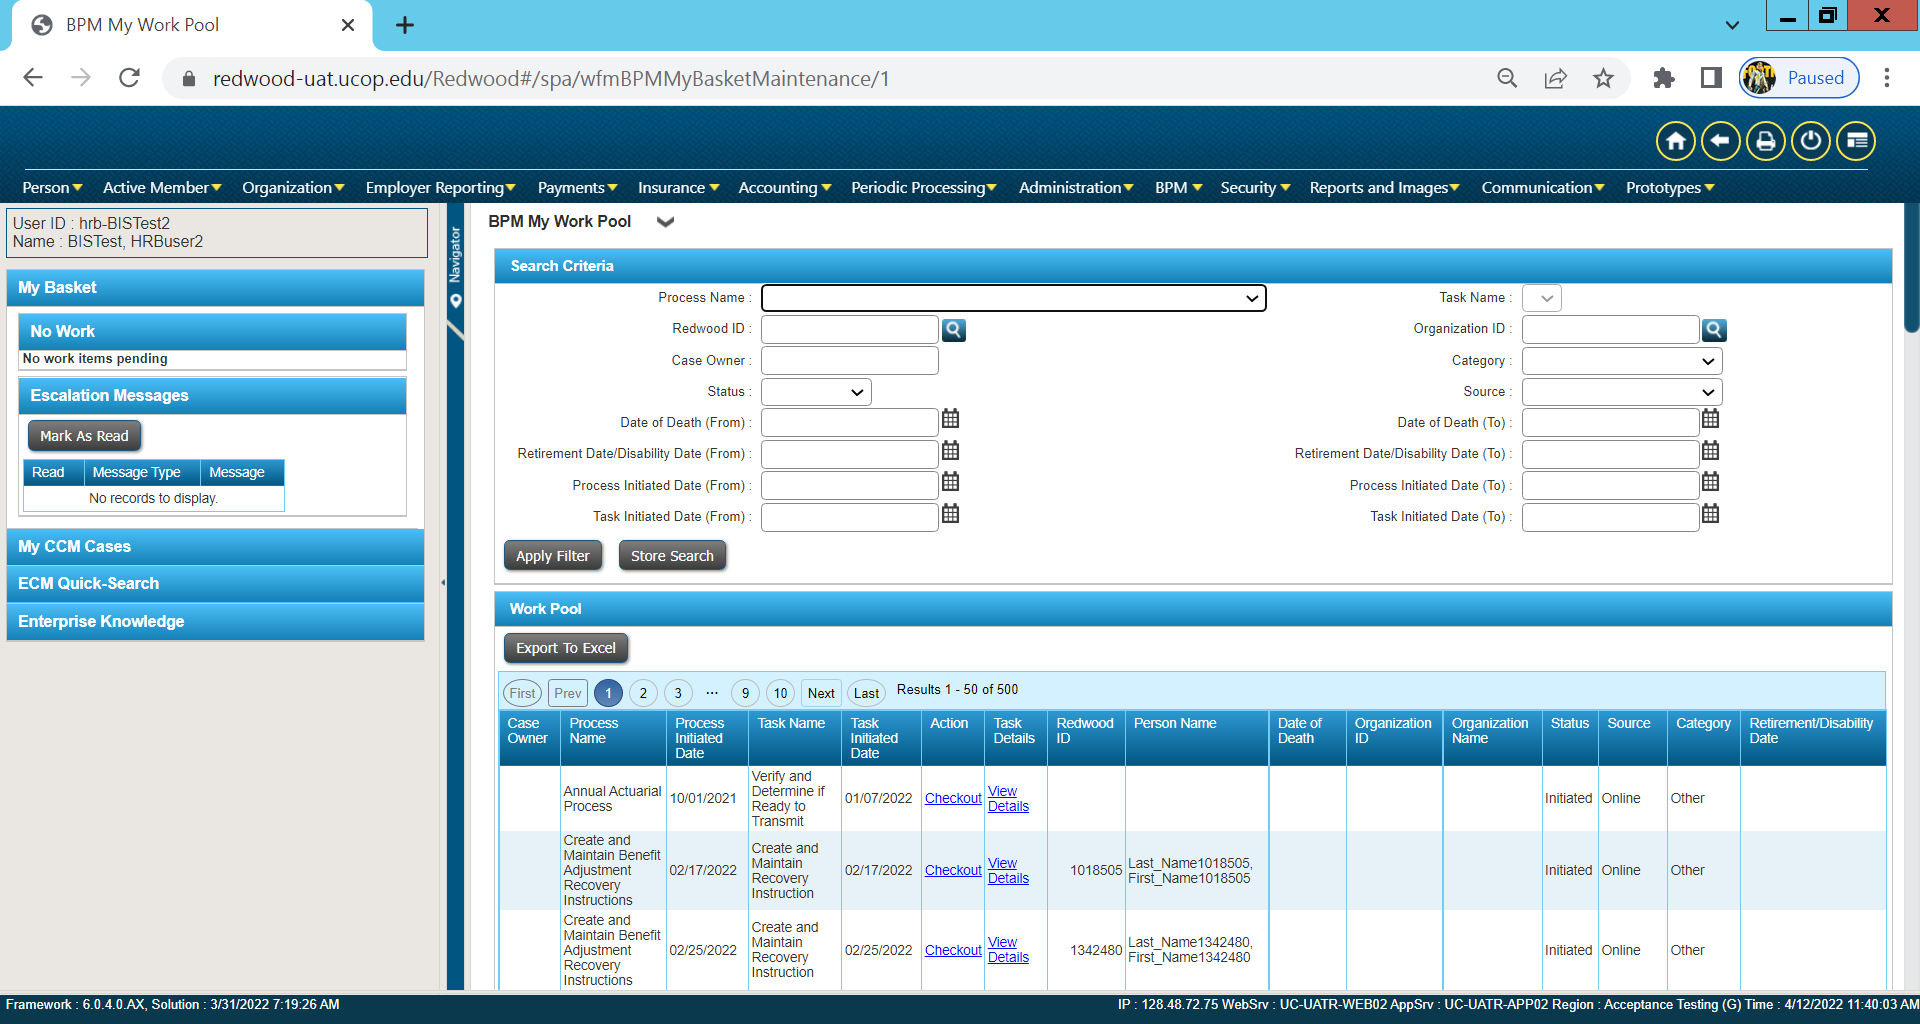 BPM My Work Pool
redwood-uat.ucop.edu/Redwood#/spa/wfmBPMMyBasketMaintenance/1
Paused
Person Active Member Organization Employer Reporting Payments Insurance Accounting Periodic Processing Administration BPM Security Reports and Images Communication Prototypes
User ID : hrb-BISTest2
Name : BISTest, HRBuser2
My Basket
No Work
No work items pending
Escalation Messages
Mark As Read
Read Message Type Message
No records to display.
My CCM Cases
ECM Quick-Search
Enterprise Knowledge
Navigator
BPM My Work Pool
Search Criteria
Process Name : Task Name :
Redwood ID : Organization ID :
Case Owner : Category :
Status : Source :
Date of Death (From) : Date of Death (To) :
Retirement Date/Disability Date (From) : Retirement Date/Disability Date (To) :
Process Initiated Date (From) : Process Initiated Date (To) :
Task Initiated Date (From) : Task Initiated Date (To) :
Apply Filter Store Search
Work Pool
Export To Excel
First Prev 1 2 3 ... 9 10 Next Last Results 1 - 50 of 500
Case Owner Process Name Process Initiated Date Task Name Task Initiated Date Action Task Details Redwood ID Person Name Date of Death Organization ID Organization Name Status Source Category Retirement/Disability Date
Annual Actuarial Process 10/01/2021 Verify and Determine if Ready to Transmit 01/07/2022 Checkout View Details Initiated Online Other
Create and Maintain Benefit Adjustment Recovery Instructions 02/17/2022 Create and Maintain Recovery Instruction 02/17/2022 Checkout View Details 1018505 Last_Name1018505, First_Name1018505 Initiated Online Other
Create and Maintain Benefit Adjustment Recovery Instructions 02/25/2022 Create and Maintain Recovery Instruction 02/25/2022 Checkout View Details 1342480 Last_Name1342480, First_Name1342480 Initiated Online Other
Framework : 6.0.4.0.AX, Solution : 3/31/2022 7:19:26 AM IP : 128.48.72.75 WebSrv : UC-UATR-WEB02 AppSrv : UC-UATR-APP02 Region : Acceptance Testing (G) Time : 4/12/2022 11:40:03 AM